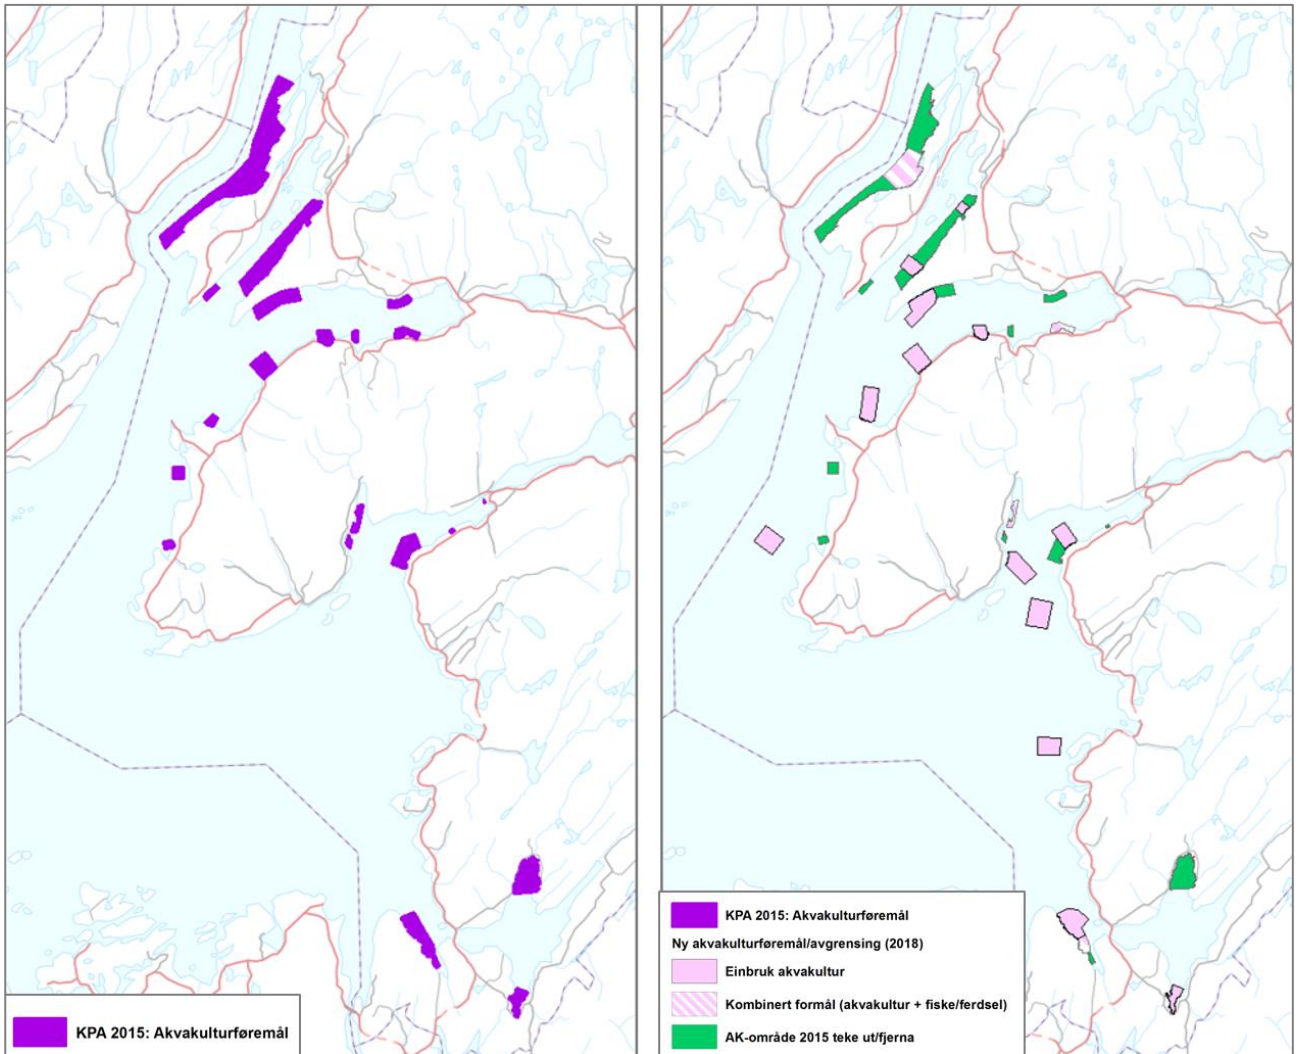 KPA 2015: Akvakulturføremål
KPA 2015: Akvakulturføremål
Ny akvakulturføremål/avgrensing (2018)
Einbruk akvakultur
Kombinert formål (akvakultur + fiske/ferdsel)
AK-område 2015 teke ut/fjerna